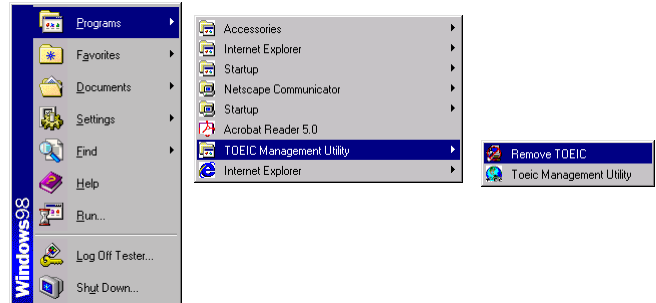 Programs
Favorites
Documents
Settings
Find
Help
Run...
Log Off Tester...
Shut Down...
Windows98
Accessories
Internet Explorer
Startup
Netscape Communicator
Startup
Acrobat Reader 5.0
TOEIC Management Utility
Internet Explorer
Remove TOEIC
Toeic Management Utility